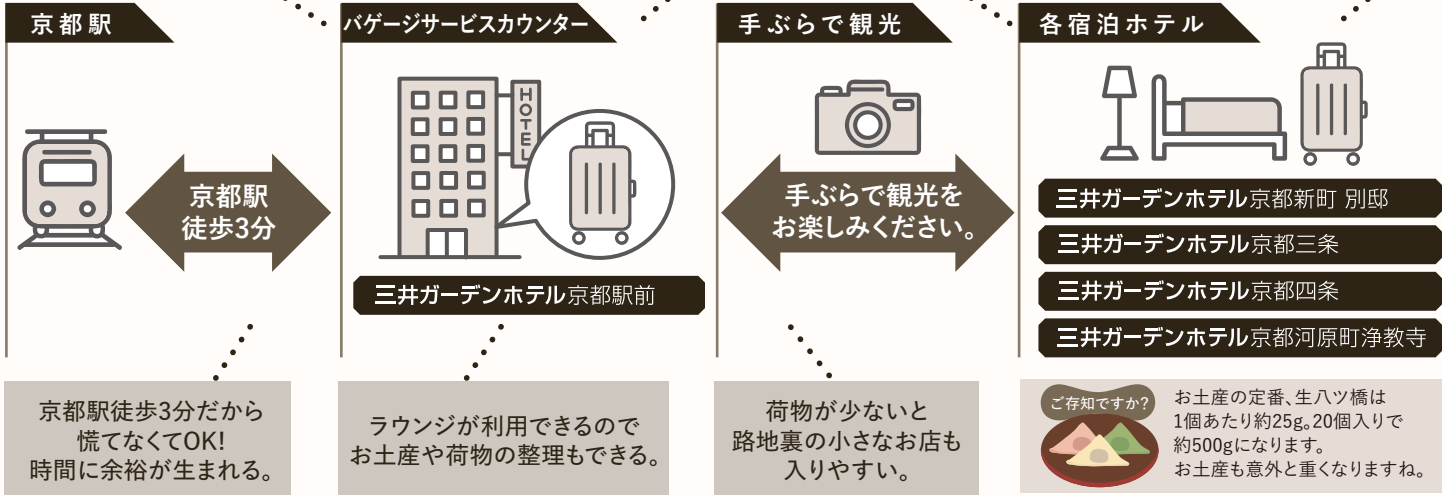 京都駅
バゲージサービスカウンター
手ぶらで観光
各宿泊ホテル
京都駅
徒歩3分
HOTEL
三井ガーデンホテル京都駅前
手ぶらで観光を
お楽しみください。
三井ガーデンホテル京都新町 別邸
三井ガーデンホテル京都三条
三井ガーデンホテル京都四条
三井ガーデンホテル京都河原町浄教寺
京都駅徒歩3分だから
慌てなくてOK!
時間に余裕が生まれる。
ラウンジが利用できるので
お土産や荷物の整理もできる。
荷物が少ないと
路地裏の小さなお店も
入りやすい。
ご存知ですか?
お土産の定番、生八ツ橋は
1個あたり約25g。20個入りで
約500gになります。
お土産も意外と重くなりますね。